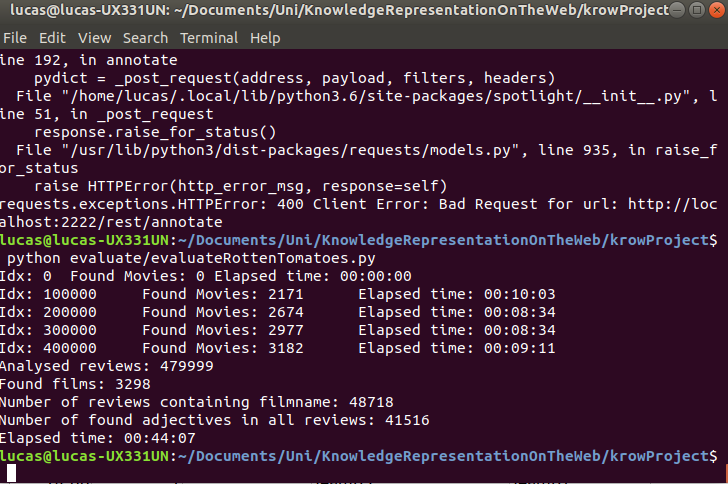 lucas@lucas-UX331UN: ~/Documents/Uni/KnowledgeRepresentationOnTheWeb/krowProject
File Edit View Search Terminal Help
ine 192, in annotate
    pydict = _post_request(address, payload, filters, headers)
  File "/home/lucas/.local/lib/python3.6/site-packages/spotlight/__init__.py", l
ine 51, in _post_request
    response.raise_for_status()
  File "/usr/lib/python3/dist-packages/requests/models.py", line 935, in raise_f
or_status
    raise HTTPError(http_error_msg, response=self)
requests.exceptions.HTTPError: 400 Client Error: Bad Request for url: http://loc
alhost:2222/rest/annotate
lucas@lucas-UX331UN:~/Documents/Uni/KnowledgeRepresentationOnTheWeb/krowProject$
 python evaluate/evaluateRottenTomatoes.py
Idx: 0  Found Movies: 0 Elapsed time: 00:00:00
Idx: 100000     Found Movies: 2171      Elapsed time: 00:10:03
Idx: 200000     Found Movies: 2674      Elapsed time: 00:08:34
Idx: 300000     Found Movies: 2977      Elapsed time: 00:08:34
Idx: 400000     Found Movies: 3182      Elapsed time: 00:09:11
Analysed reviews: 479999
Found films: 3298
Number of reviews containing filmname: 48718
Number of found adjectives in all reviews: 41516
Elapsed time: 00:44:07
lucas@lucas-UX331UN:~/Documents/Uni/KnowledgeRepresentationOnTheWeb/krowProject$